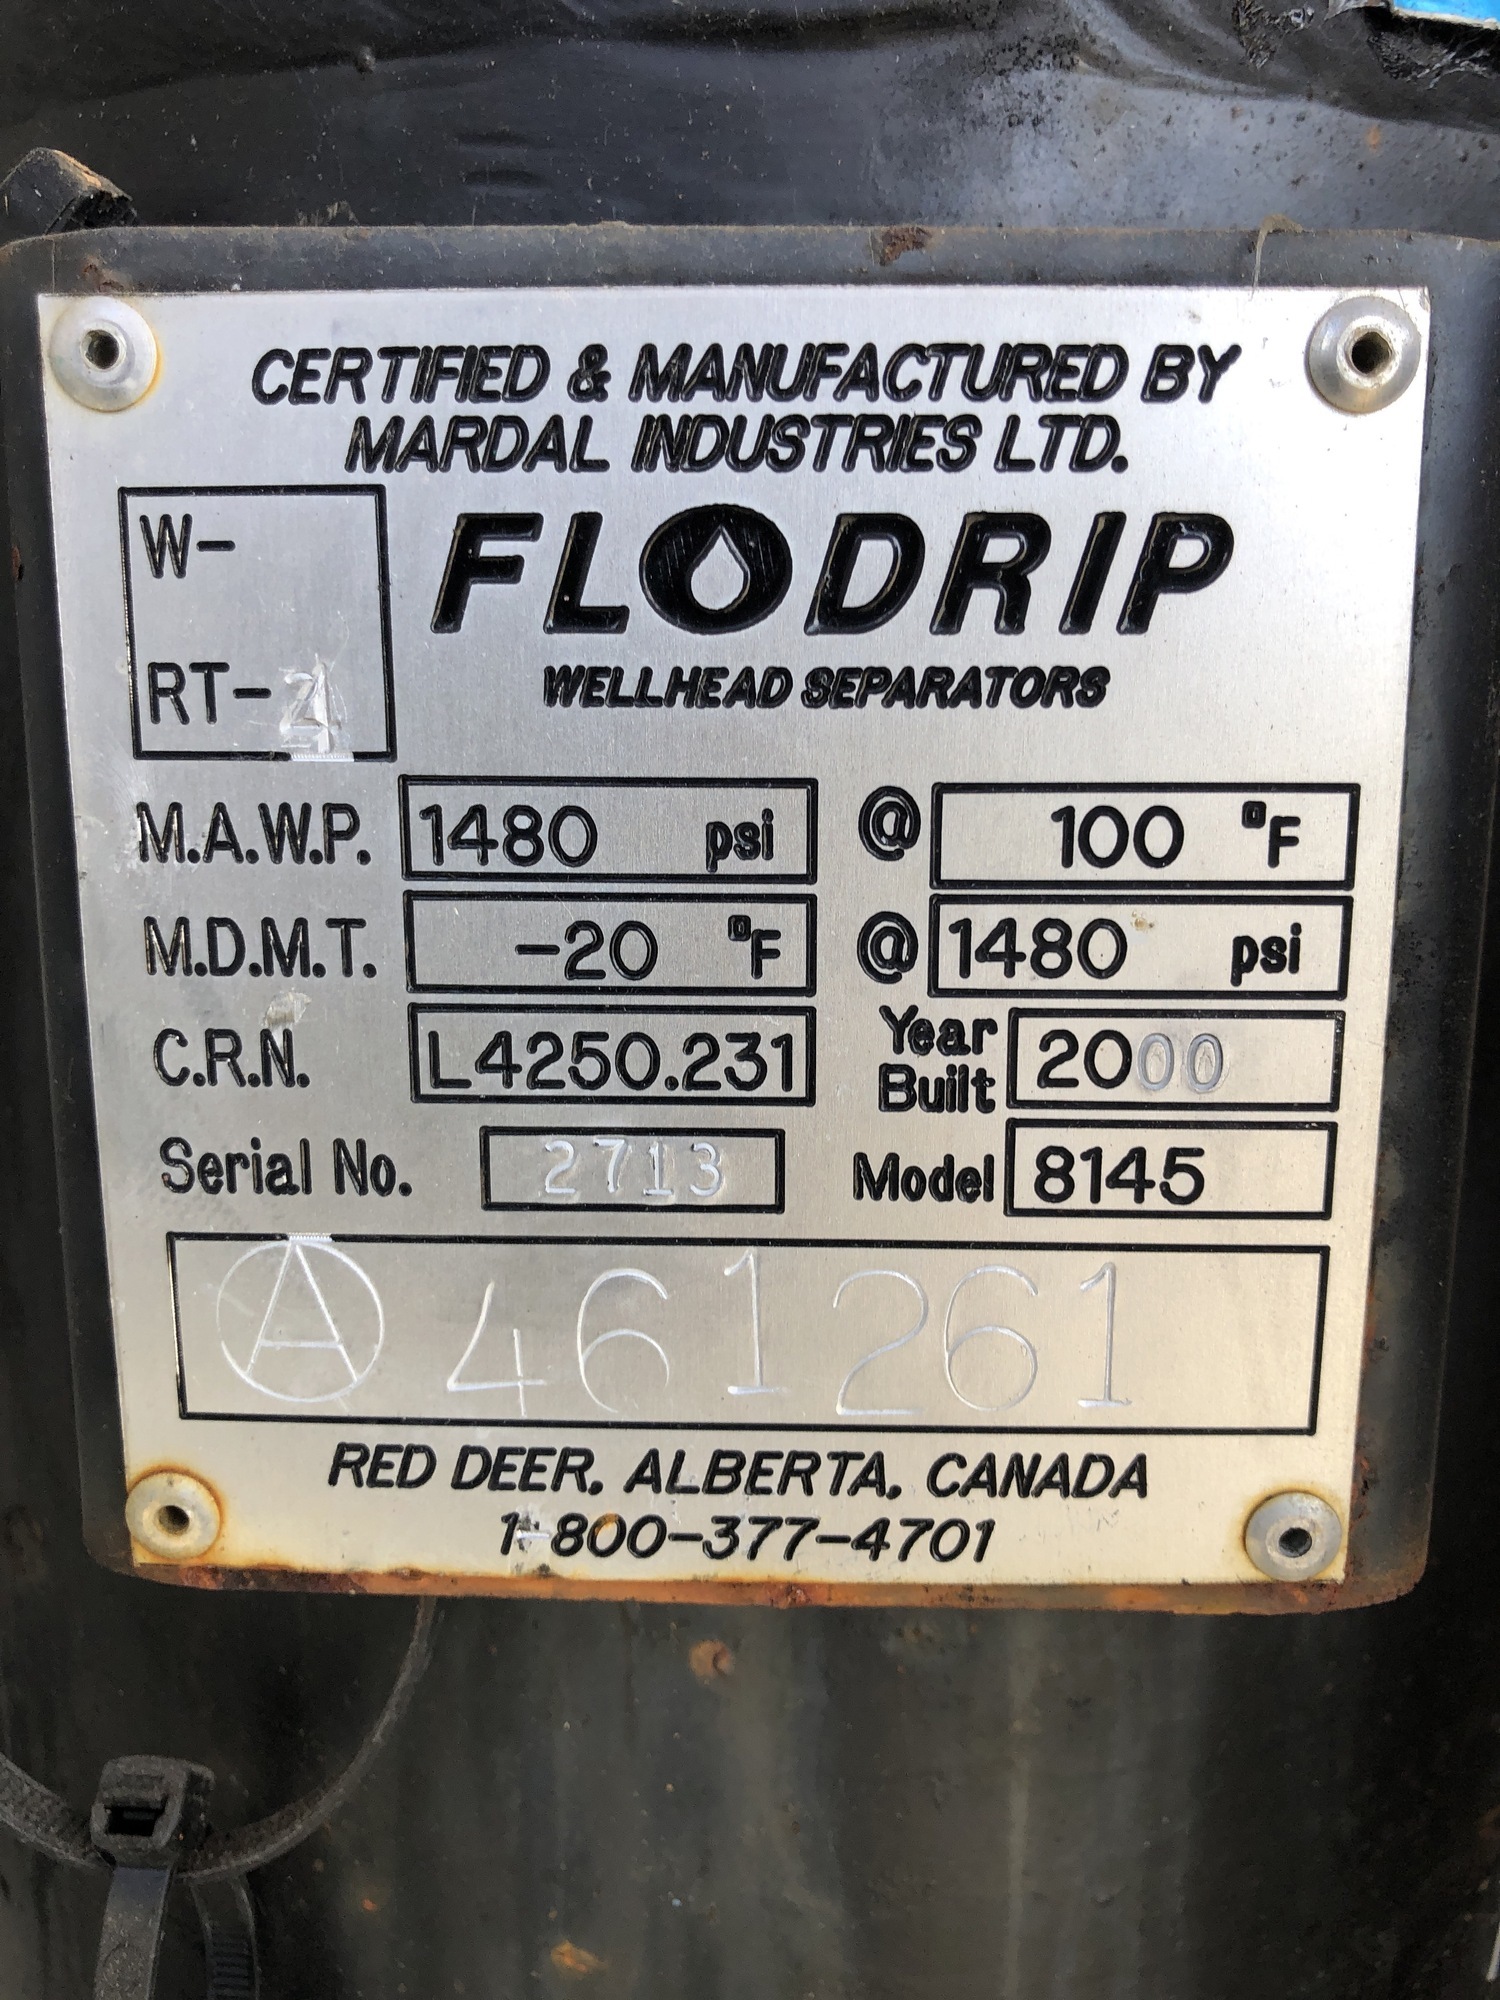 CERTIFIED & MANUFACTURED BY
MARDAL INDUSTRIES LTD.
W-
FLODRIP
RT-
WELLHEAD SEPARATORS
M.A.W.P. 1480 psi @ 100 °F
M.D.M.T. -20 °F @ 1480 psi
C.R.N. L4250.231 Year Built 2000
Serial No. 2713 Model 8145
Ⓐ 461261
RED DEER, ALBERTA, CANADA
1-800-377-4701